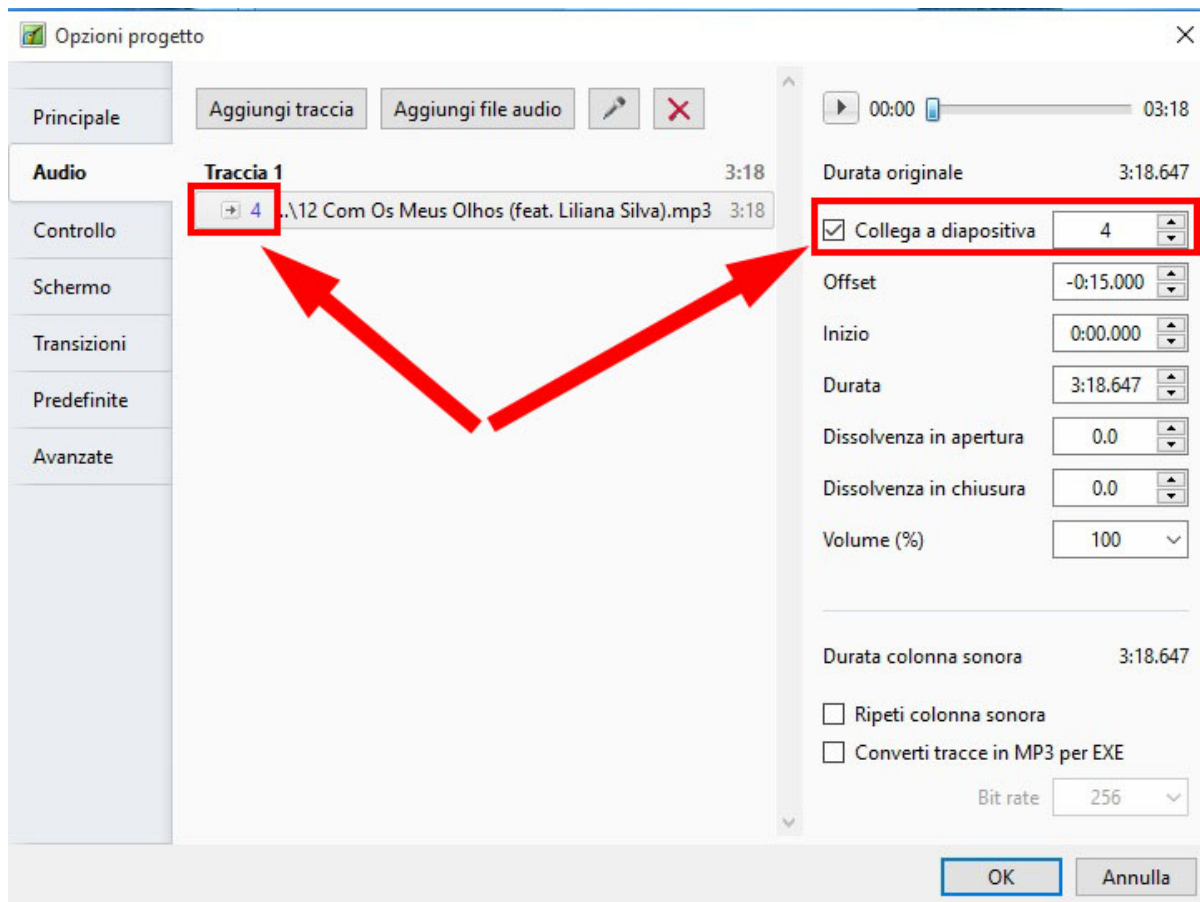 Opzioni progetto
Principale
Audio
Controllo
Schermo
Transizioni
Predefinite
Avanzate
Aggiungi traccia Aggiungi file audio
Traccia 1 3:18
4 ..\12 Com Os Meus Olhos (feat. Liliana Silva).mp3 3:18
00:00 03:18
Durata originale 3:18.647
Collega a diapositiva 4
Offset -0:15.000
Inizio 0:00.000
Durata 3:18.647
Dissolvenza in apertura 0.0
Dissolvenza in chiusura 0.0
Volume (%) 100
Durata colonna sonora 3:18.647
Ripeti colonna sonora
Converti tracce in MP3 per EXE
Bit rate 256
OK Annulla